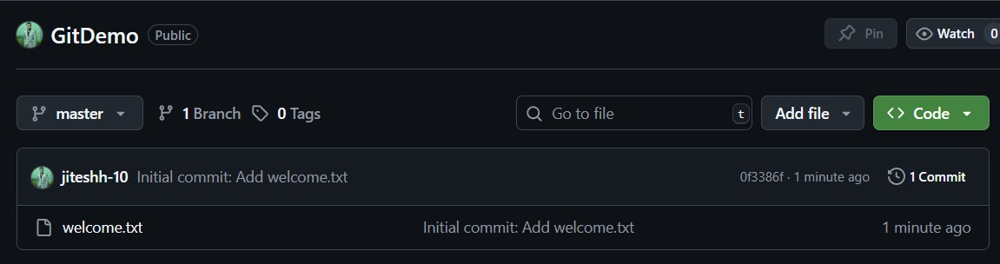 GitDemo Public Pin Watch 0
master 1 Branch 0 Tags Go to file t Add file Code
jiteshh-10 Initial commit: Add welcome.txt 0f3386f · 1 minute ago 1 Commit
welcome.txt Initial commit: Add welcome.txt 1 minute ago